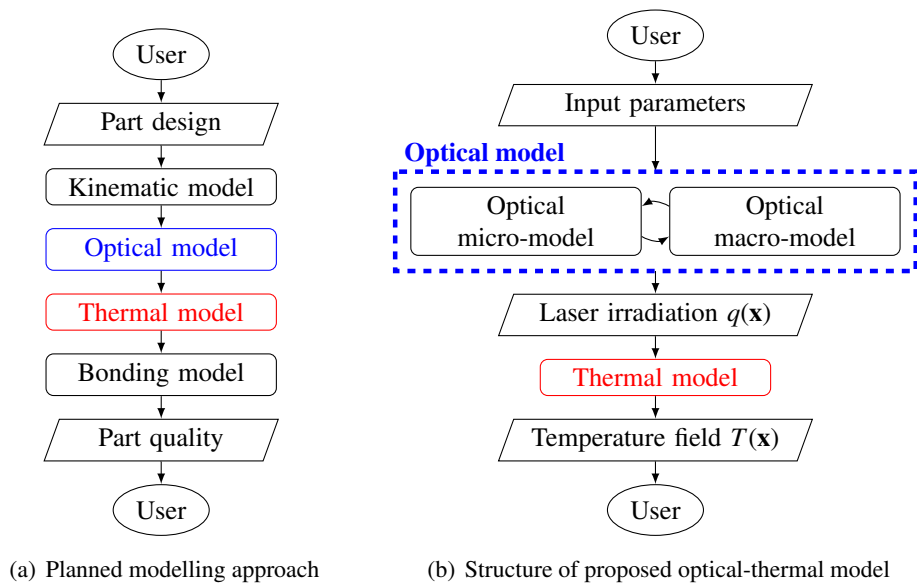 User
Part design
Kinematic model
Optical model
Thermal model
Bonding model
Part quality
User
(a) Planned modelling approach
User
Input parameters
Optical model
Optical
micro-model
Optical
macro-model
Laser irradiation q(x)
Thermal model
Temperature field T(x)
User
(b) Structure of proposed optical-thermal model